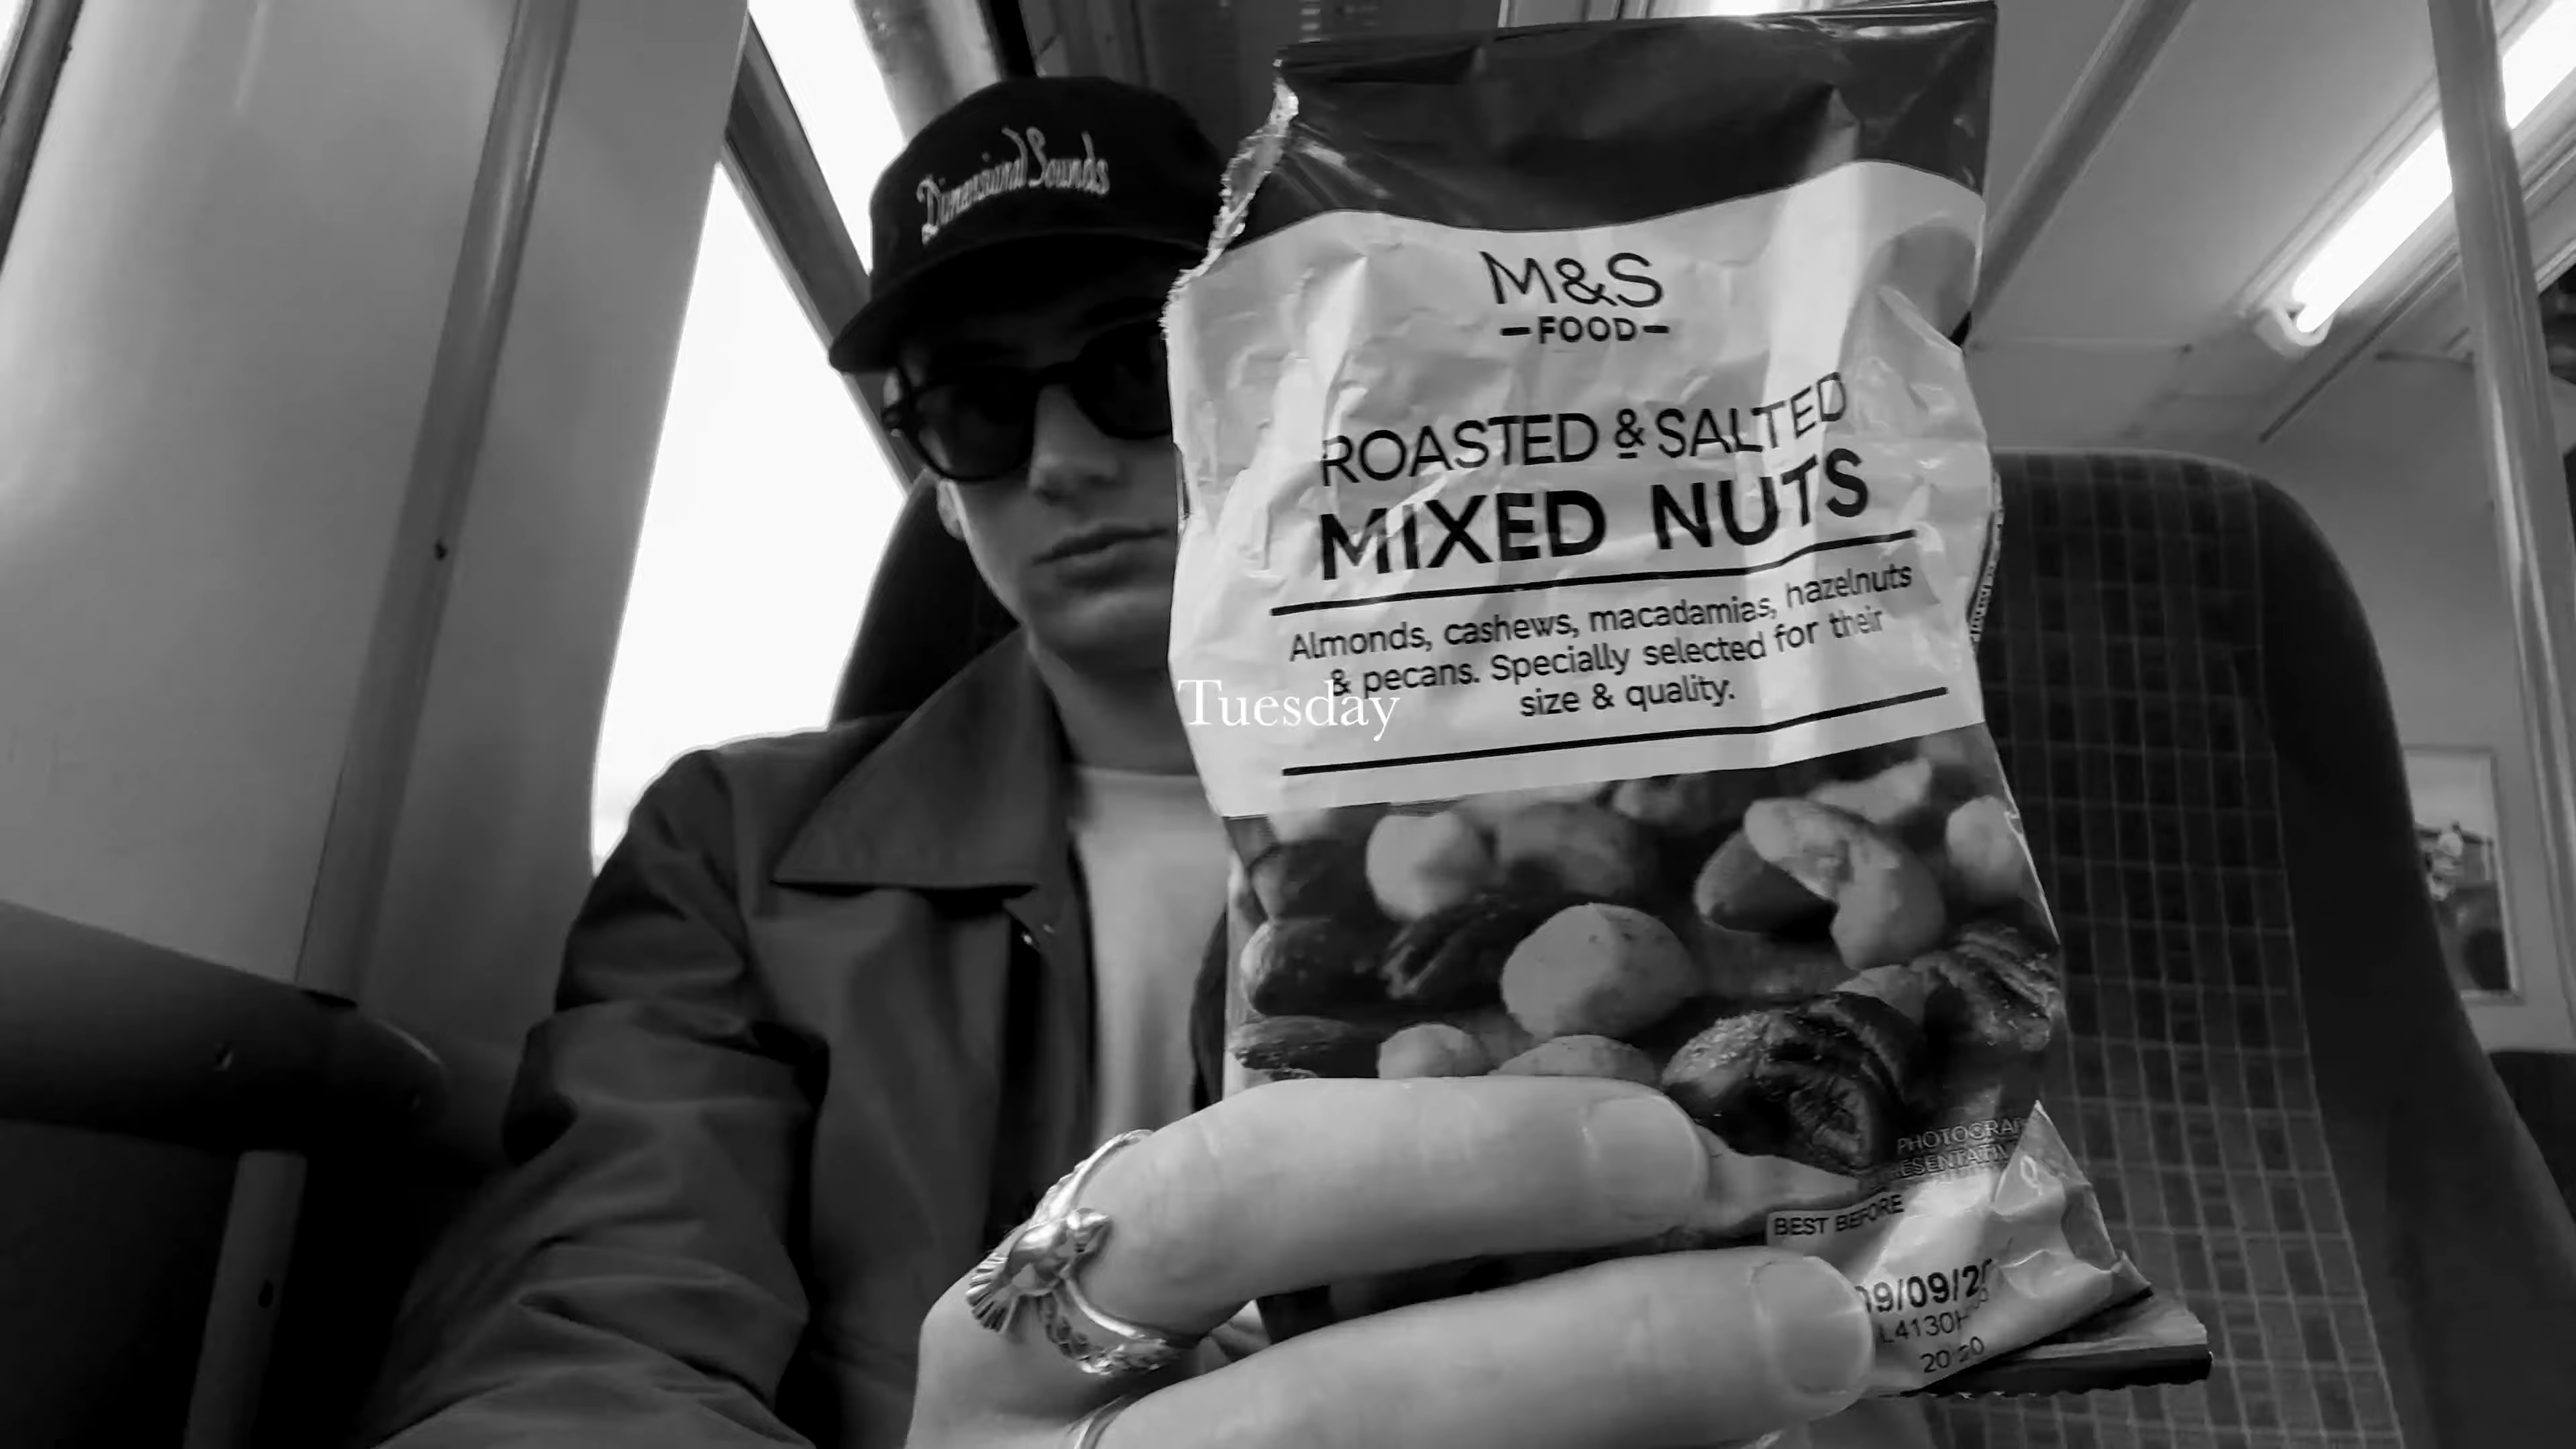 Dimensional Sounds
M&S
FOOD
ROASTED & SALTED
MIXED NUTS
Almonds, cashews, macadamias, hazelnuts
& pecans. Specially selected for their
size & quality.
Tuesday
BEST BEFORE